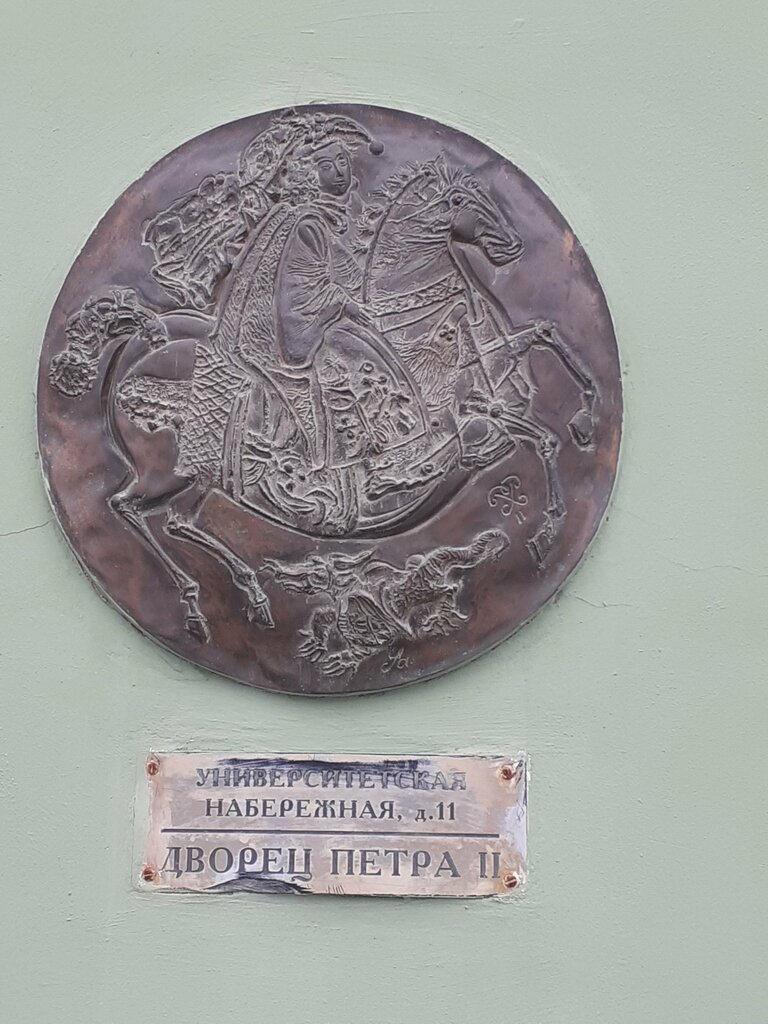 УНИВЕРСИТЕТСКАЯ
НАБЕРЕЖНАЯ, д.11
ДВОРЕЦ ПЕТРА II